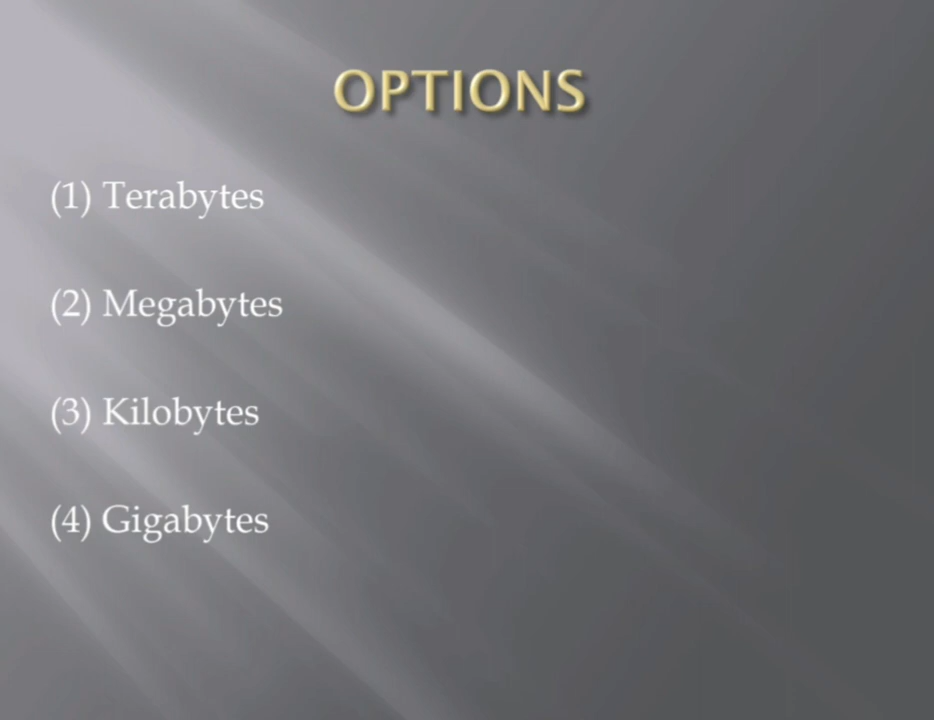 OPTIONS
(1) Terabytes
(2) Megabytes
(3) Kilobytes
(4) Gigabytes